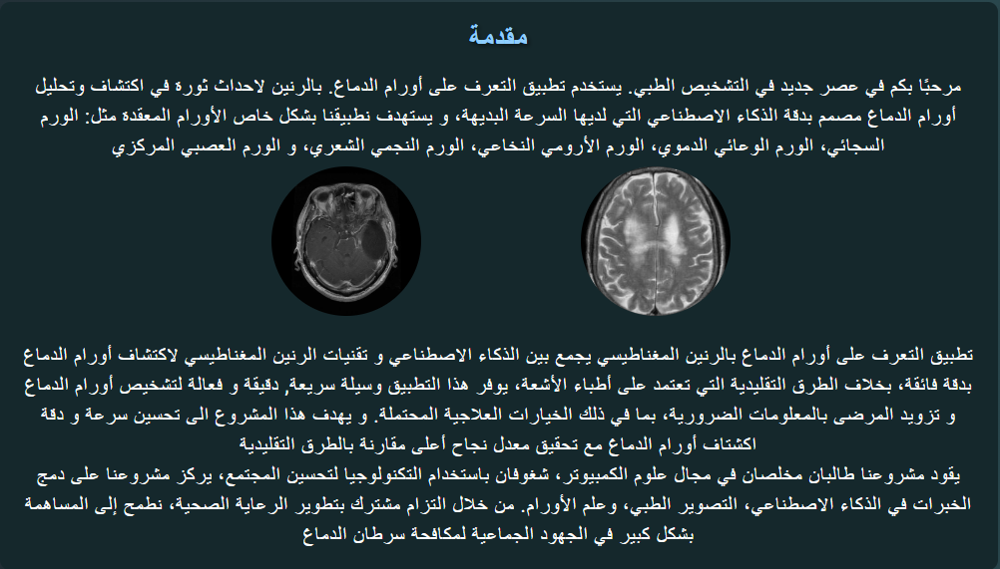 مقدمة
مرحبًا بكم في عصر جديد في التشخيص الطبي. يستخدم تطبيق التعرف على أورام الدماغ. بالرنين لاحداث ثورة في اكتشاف وتحليل
أورام الدماغ مصمم بدقة الذكاء الاصطناعي التي لديها السرعة البديهة، و يستهدف نطبيقنا بشكل خاص الأورام المعقدة مثل: الورم
السجائي، الورم الوعائي الدموي، الورم الأرومي النخاعي، الورم النجمي الشعري، و الورم العصبي المركزي
تطبيق التعرف على أورام الدماغ بالرنين المغناطيسي يجمع بين الذكاء الاصطناعي و تقنيات الرنين المغناطيسي لاكتشاف أورام الدماغ
بدقة فائقة، بخلاف الطرق التقليدية التي تعتمد على أطباء الأشعة، يوفر هذا التطبيق وسيلة سريعة, دقيقة و فعالة لتشخيص أورام الدماغ
و تزويد المرضى بالمعلومات الضرورية، بما في ذلك الخيارات العلاجية المحتملة. و يهدف هذا المشروع الى تحسين سرعة و دقة
اكشتاف أورام الدماغ مع تحقيق معدل نجاح أعلى مقارنة بالطرق التقليدية
يقود مشروعنا طالبان مخلصان في مجال علوم الكمبيوتر، شغوفان باستخدام التكنولوجيا لتحسين المجتمع، يركز مشروعنا على دمج
الخبرات في الذكاء الاصطناعي، التصوير الطبي، وعلم الأورام. من خلال التزام مشترك بتطوير الرعاية الصحية، نطمح إلى المساهمة
بشكل كبير في الجهود الجماعية لمكافحة سرطان الدماغ